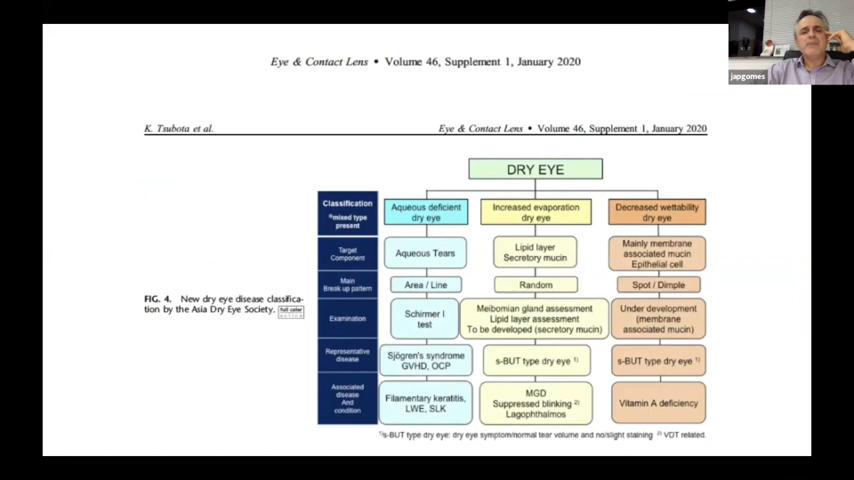 Eye & Contact Lens • Volume 46, Supplement 1, January 2020
japgomes
K. Tsubota et al.
Eye & Contact Lens • Volume 46, Supplement 1, January 2020
DRY EYE
Classification
※)mixed type
present
Aqueous deficient
dry eye
Increased evaporation
dry eye
Decreased wettability
dry eye
Target
Component
Aqueous Tears
Lipid layer
Secretory mucin
Mainly membrane
associated mucin
Epithelial cell
Main
Break up pattern
Area / Line
Random
Spot / Dimple
Examination
Schirmer I
test
Meibomian gland assessment
Lipid layer assessment
To be developed (secretory mucin)
Under development
(membrane
associated mucin)
Representative
disease
Sjögren's syndrome
GVHD, OCP
s-BUT type dry eye 1)
s-BUT type dry eye 1)
Associated
disease
And
condition
Filamentary keratitis,
LWE, SLK
MGD
Suppressed blinking 2)
Lagophthalmos
Vitamin A deficiency
1)s-BUT type dry eye: dry eye symptom/normal tear volume and no/slight staining 2) VDT related.
FIG. 4. New dry eye disease classifica-
tion by the Asia Dry Eye Society.
full color